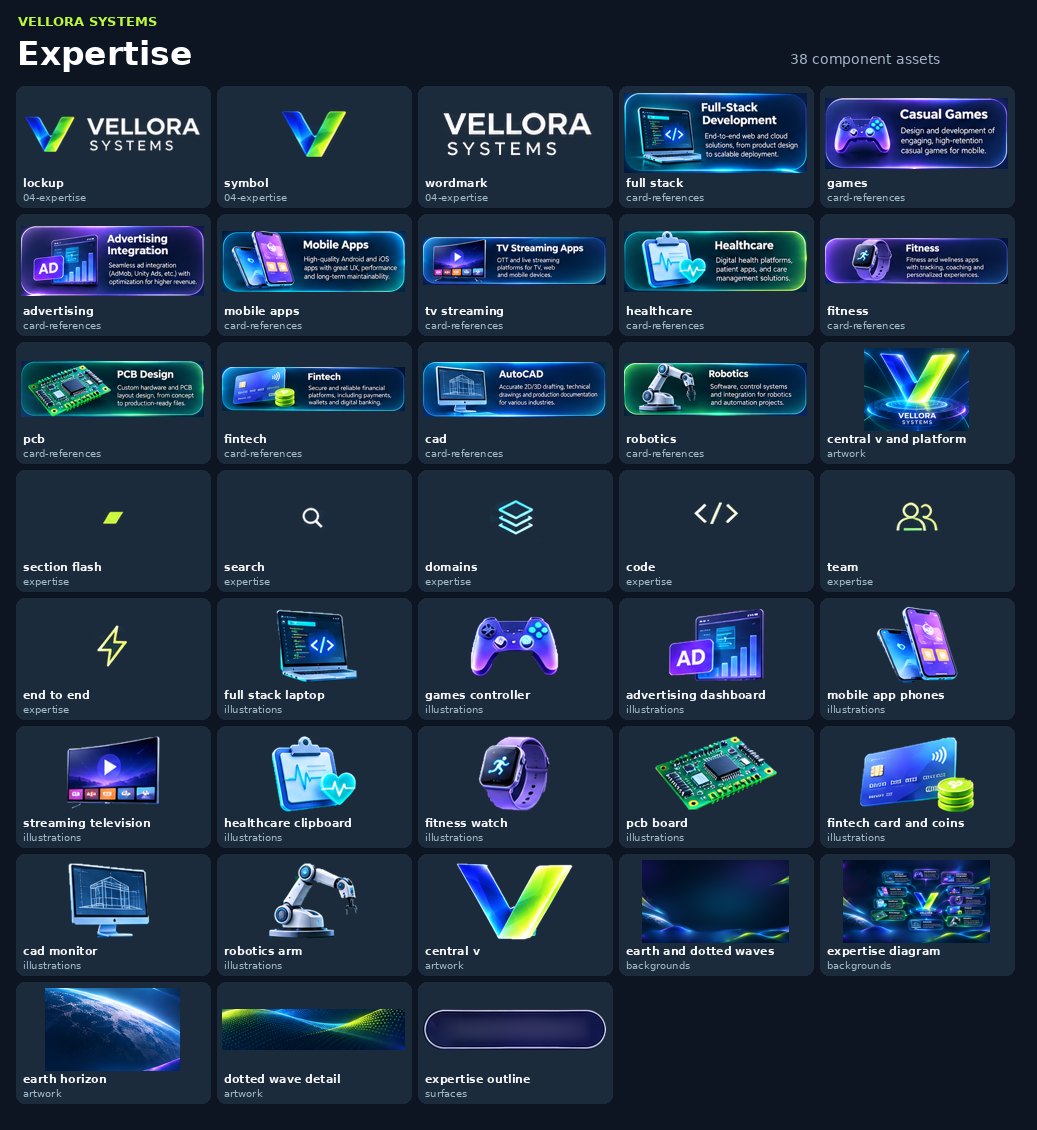 VELLORA SYSTEMS
Expertise
38 component assets
VELLORA
SYSTEMS
lockup
04-expertise
symbol
04-expertise
VELLORA
SYSTEMS
wordmark
04-expertise
Full-Stack
Development
End-to-end web and cloud
solutions, from product design
to scalable deployment.
full stack
card-references
Casual Games
Design and development of
engaging, high-retention
casual games for mobile.
games
card-references
AD
Advertising
Integration
Seamless ad integration
(AdMob, Unity Ads, etc.) with
optimization for higher revenue.
advertising
card-references
Mobile Apps
High-quality Android and iOS
apps with great UX, performance
and long-term maintainability.
mobile apps
card-references
TV Streaming Apps
OTT and live streaming
platforms for TV, web
and mobile devices.
tv streaming
card-references
Healthcare
Digital health platforms,
patient apps, and care
management solutions.
healthcare
card-references
Fitness
Fitness and wellness apps
with tracking, coaching and
personalized experiences.
fitness
card-references
PCB Design
Custom hardware and PCB
layout design, from concept
to production-ready files.
pcb
card-references
Fintech
Secure and reliable financial
platforms, including payments,
wallets and digital banking.
fintech
card-references
AutoCAD
Accurate 2D/3D drafting, technical
drawings and production documentation
for various industries.
cad
card-references
Robotics
Software, control systems
and integration for robotics
and automation projects.
robotics
card-references
VELLORA
SYSTEMS
central v and platform
artwork
section flash
expertise
search
expertise
domains
expertise
</>
code
expertise
team
expertise
end to end
expertise
</>
full stack laptop
illustrations
games controller
illustrations
AD
advertising dashboard
illustrations
mobile app phones
illustrations
streaming television
illustrations
healthcare clipboard
illustrations
fitness watch
illustrations
pcb board
illustrations
fintech card and coins
illustrations
cad monitor
illustrations
robotics arm
illustrations
central v
artwork
earth and dotted waves
backgrounds
expertise diagram
backgrounds
earth horizon
artwork
dotted wave detail
artwork
expertise outline
surfaces